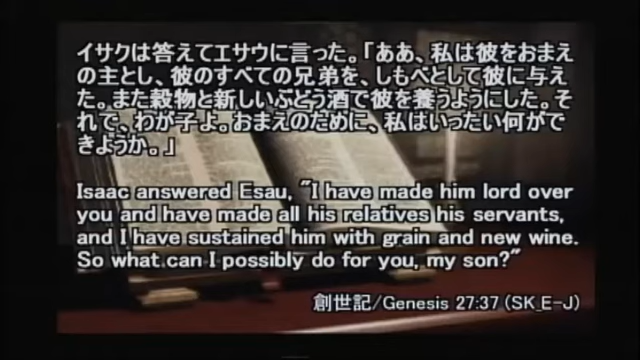 イサクは答えてエサウに言った。「ああ、私は彼をおまえ
の主とし、彼のすべての兄弟を、しもべとして彼に与え
た。また穀物と新しいぶどう酒で彼を養うようにした。そ
れで、わが子よ。おまえのために、私はいったい何がで
きようか。」
Isaac answered Esau, "I have made him lord over
you and have made all his relatives his servants,
and I have sustained him with grain and new wine.
So what can I possibly do for you, my son?"
創世記/Genesis 27:37 (SK_E-J)